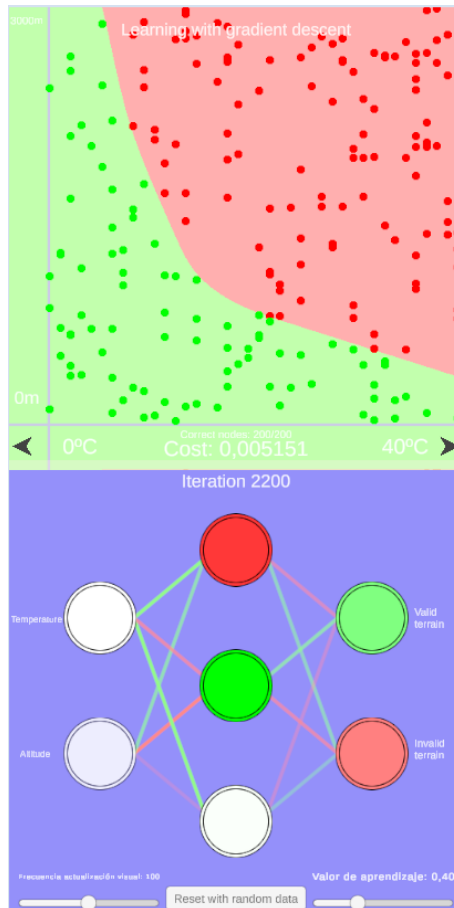 3000m
Learning with gradient descent
0m
Correct nodes: 200/200
0ºC
Cost: 0,005151
40ºC
Iteration 2200
Temperature
Valid
terrain
Altitude
Invalid
terrain
Frecuencia actualización visual: 100
Valor de aprendizaje: 0,40
Reset with random data